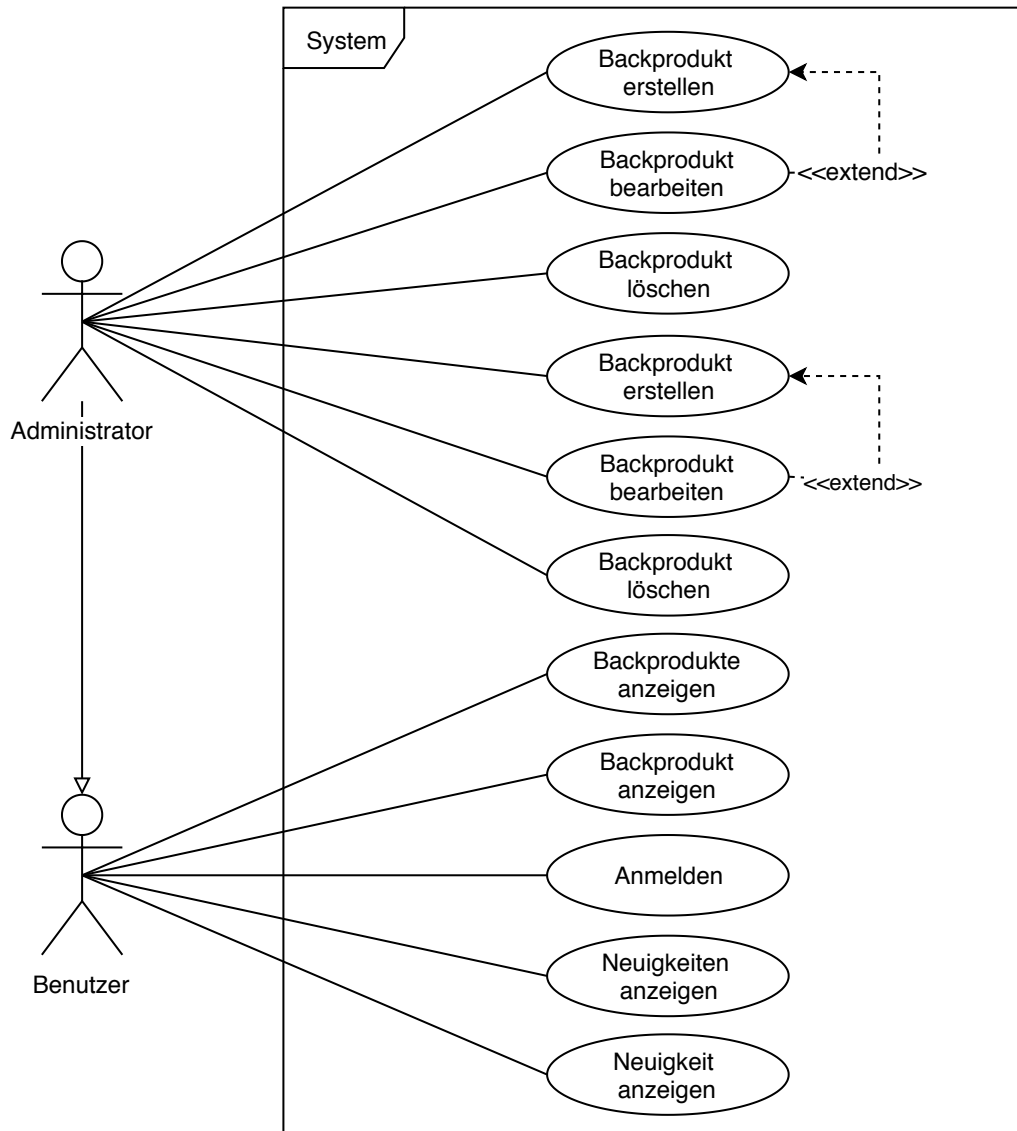 System
Backprodukt
erstellen
Backprodukt
bearbeiten
<<extend>>
Backprodukt
löschen
Backprodukt
erstellen
Administrator
Backprodukt
bearbeiten
<<extend>>
Backprodukt
löschen
Backprodukte
anzeigen
Backprodukt
anzeigen
Anmelden
Neuigkeiten
anzeigen
Benutzer
Neuigkeit
anzeigen